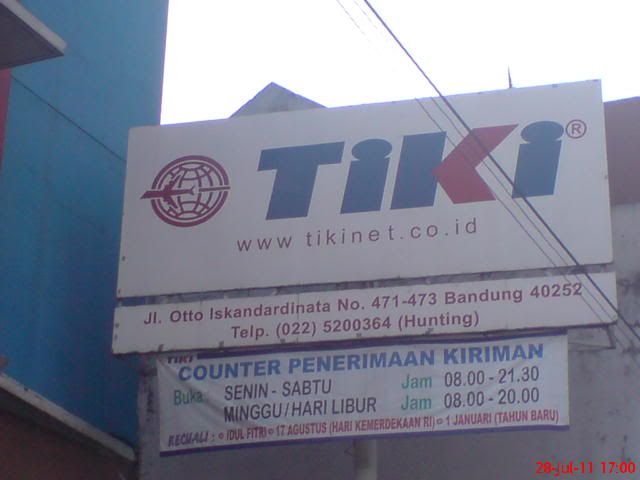 TiKi ®
www tikinet.co.id
Jl. Otto Iskandardinata No. 471-473 Bandung 40252
Telp. (022) 5200364 (Hunting)
TIKI
COUNTER PENERIMAAN KIRIMAN
Buka SENIN - SABTU Jam 08.00 - 21.30
MINGGU/HARI LIBUR Jam 08.00 - 20.00
KECUALI : IDUL FITRI 17 AGUSTUS (HARI KEMERDEKAAN RI) 1 JANUARI (TAHUN BARU)
28-jul-11 17:00